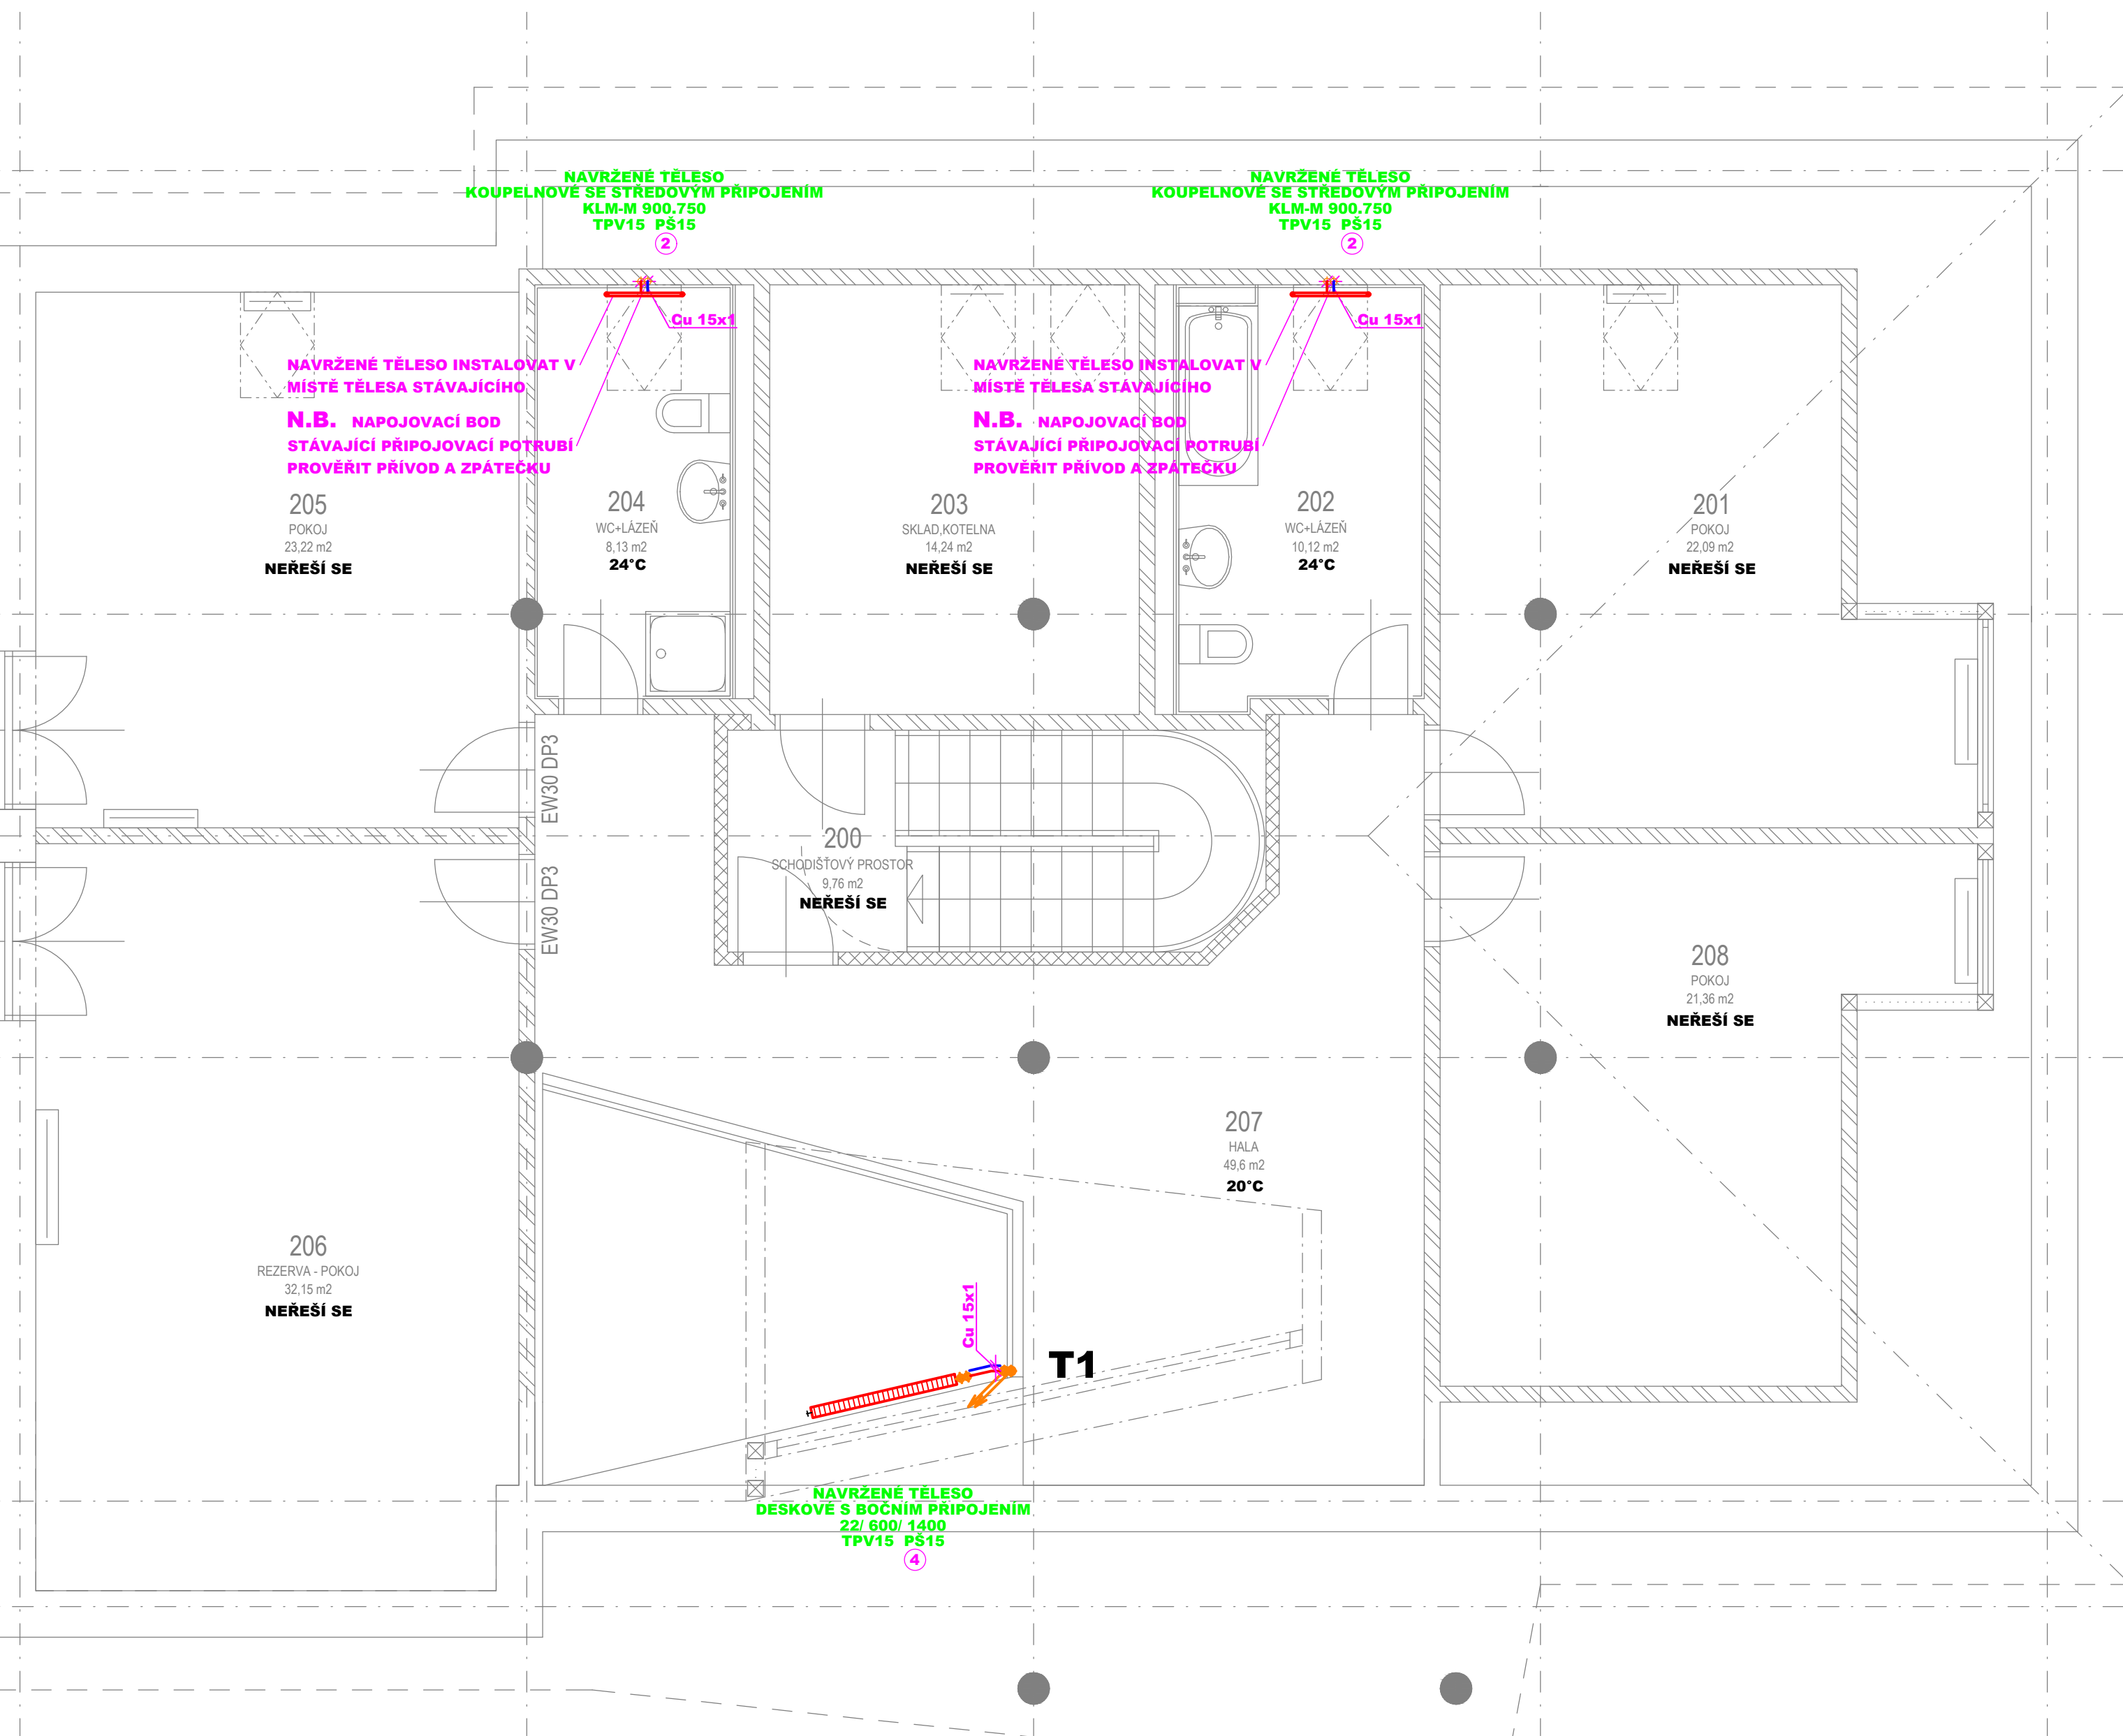 NAVRŽENÉ TĚLESO
KOUPELNOVÉ SE STŘEDOVÝM PŘIPOJENÍM
KLM-M 900.750
TPV15 PŠ15
2
NAVRŽENÉ TĚLESO
KOUPELNOVÉ SE STŘEDOVÝM PŘIPOJENÍM
KLM-M 900.750
TPV15 PŠ15
2
Cu 15x1
Cu 15x1
NAVRŽENÉ TĚLESO INSTALOVAT V
MÍSTĚ TĚLESA STÁVAJÍCÍHO
N.B. NAPOJOVACÍ BOD
STÁVAJÍCÍ PŘIPOJOVACÍ POTRUBÍ
PROVĚŘIT PŘÍVOD A ZPÁTEČKU
NAVRŽENÉ TĚLESO INSTALOVAT V
MÍSTĚ TĚLESA STÁVAJÍCÍHO
N.B. NAPOJOVACÍ BOD
STÁVAJÍCÍ PŘIPOJOVACÍ POTRUBÍ
PROVĚŘIT PŘÍVOD A ZPÁTEČKU
205
POKOJ
23,22 m2
NEŘEŠÍ SE
204
WC+LÁZEŇ
8,13 m2
24°C
203
SKLAD,KOTELNA
14,24 m2
NEŘEŠÍ SE
202
WC+LÁZEŇ
10,12 m2
24°C
201
POKOJ
22,09 m2
NEŘEŠÍ SE
EW30 DP3
EW30 DP3
200
SCHODIŠŤOVÝ PROSTOR
9,76 m2
NEŘEŠÍ SE
208
POKOJ
21,36 m2
NEŘEŠÍ SE
207
HALA
49,6 m2
20°C
206
REZERVA - POKOJ
32,15 m2
NEŘEŠÍ SE
Cu 15x1
T1
NAVRŽENÉ TĚLESO
DESKOVÉ S BOČNÍM PŘIPOJENÍM
22/ 600/ 1400
TPV15 PŠ15
4